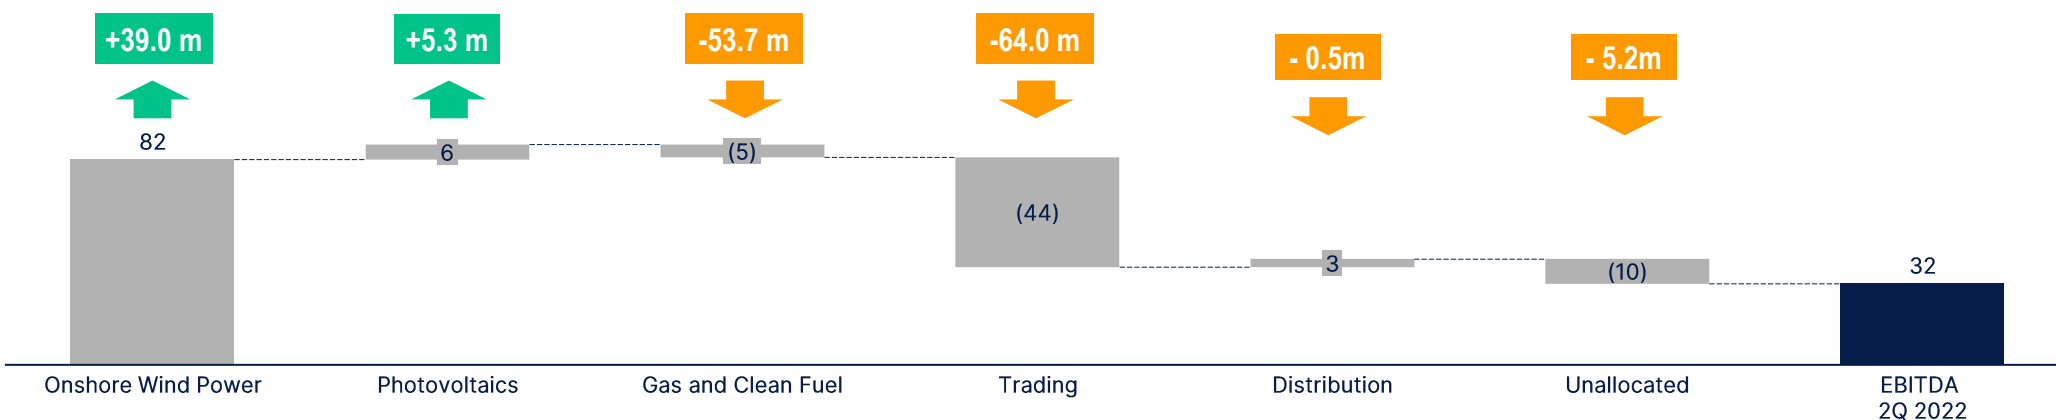 +39.0 m
+5.3 m
-53.7 m
-64.0 m
- 0.5m
- 5.2m
82
6
(5)
(44)
3
(10)
32
Onshore Wind Power
Photovoltaics
Gas and Clean Fuel
Trading
Distribution
Unallocated
EBITDA
2Q 2022